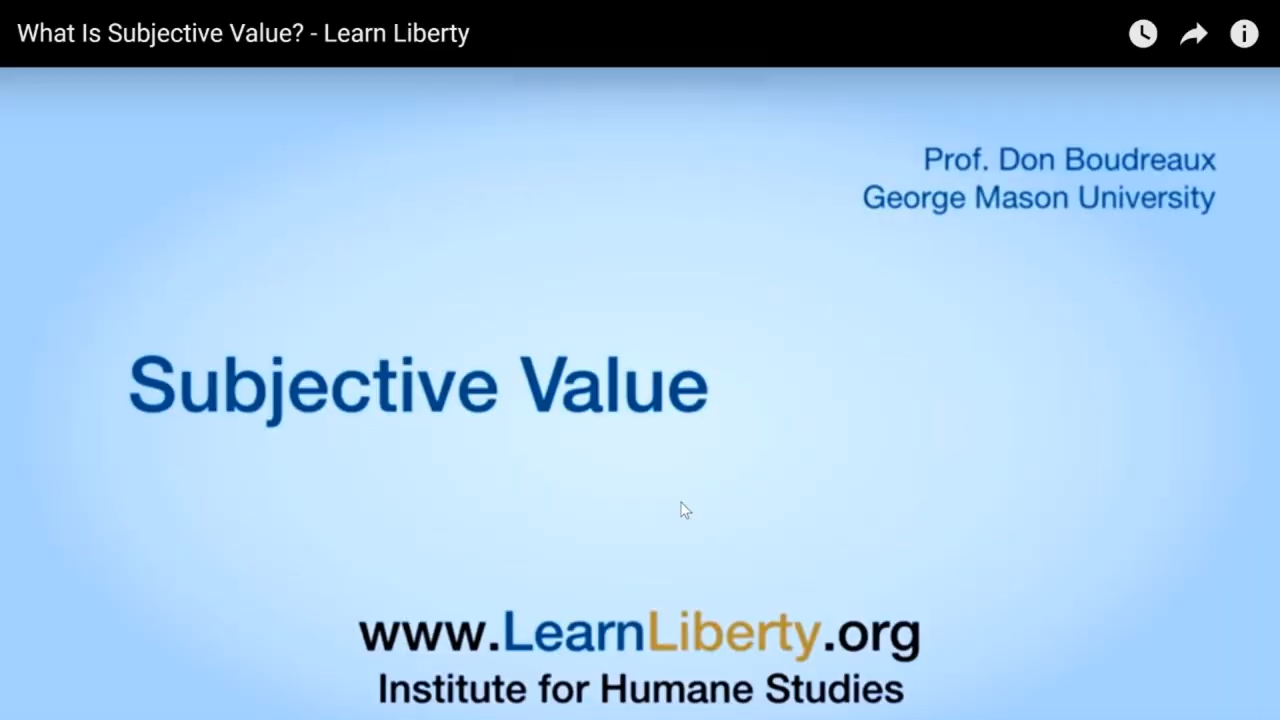 What Is Subjective Value? - Learn Liberty
Prof. Don Boudreaux
George Mason University
Subjective Value
www.LearnLiberty.org
Institute for Humane Studies